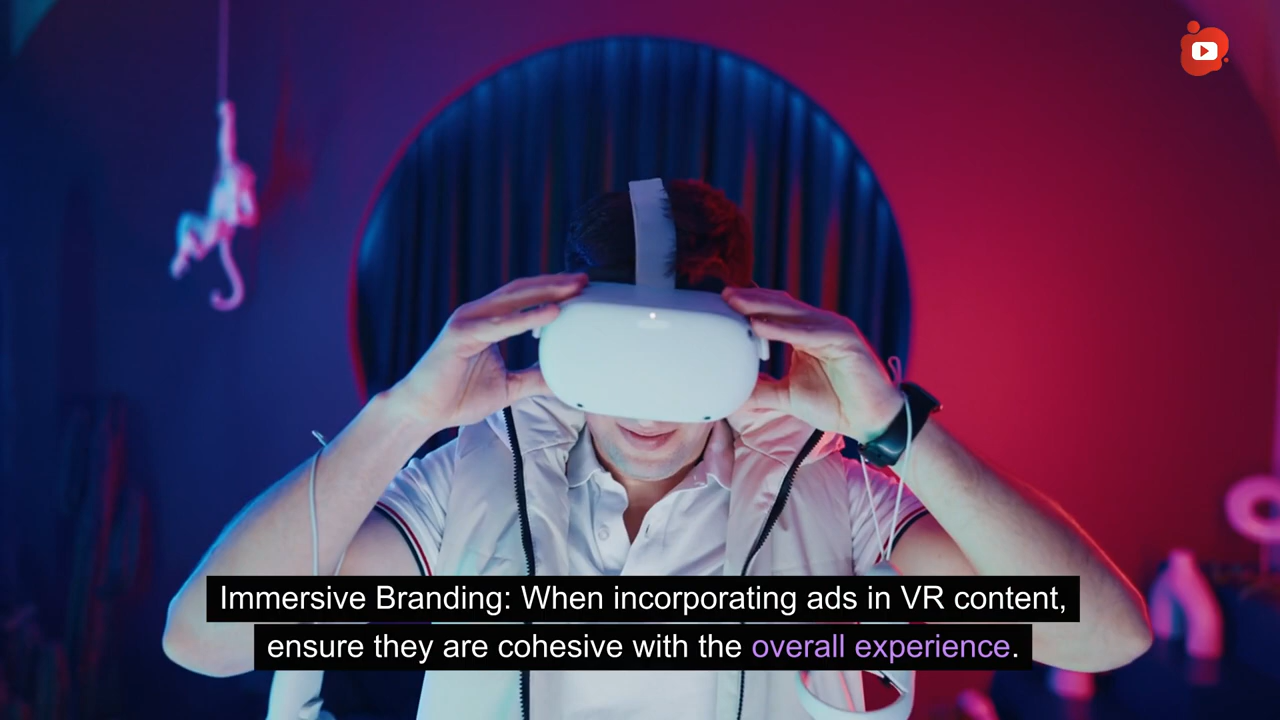 Immersive Branding: When incorporating ads in VR content,
ensure they are cohesive with the overall experience.